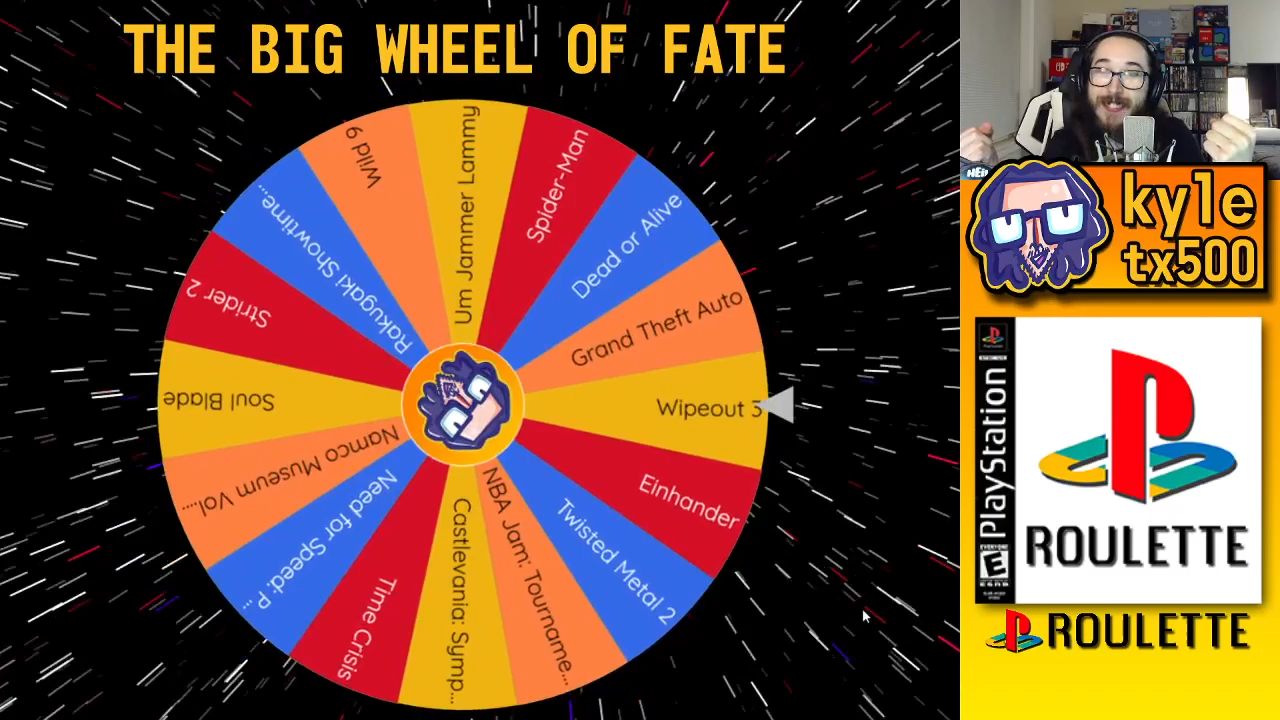 THE BIG WHEEL OF FATE
Um Jammer Lammy
Spider-Man
Dead or Alive
Grand Theft Auto
Wipeout 3
Einhander
Twisted Metal 2
NBA Jam: Tourname...
Castlevania: Symp...
Time Crisis
Need for Speed: P...
Namco Museum Vol....
Soul Blade
Strider 2
Rakugaki Showtime...
Wild 9
kyle
tx500
PlayStation
EVERYONE
E
ESRB
ROULETTE
ROULETTE